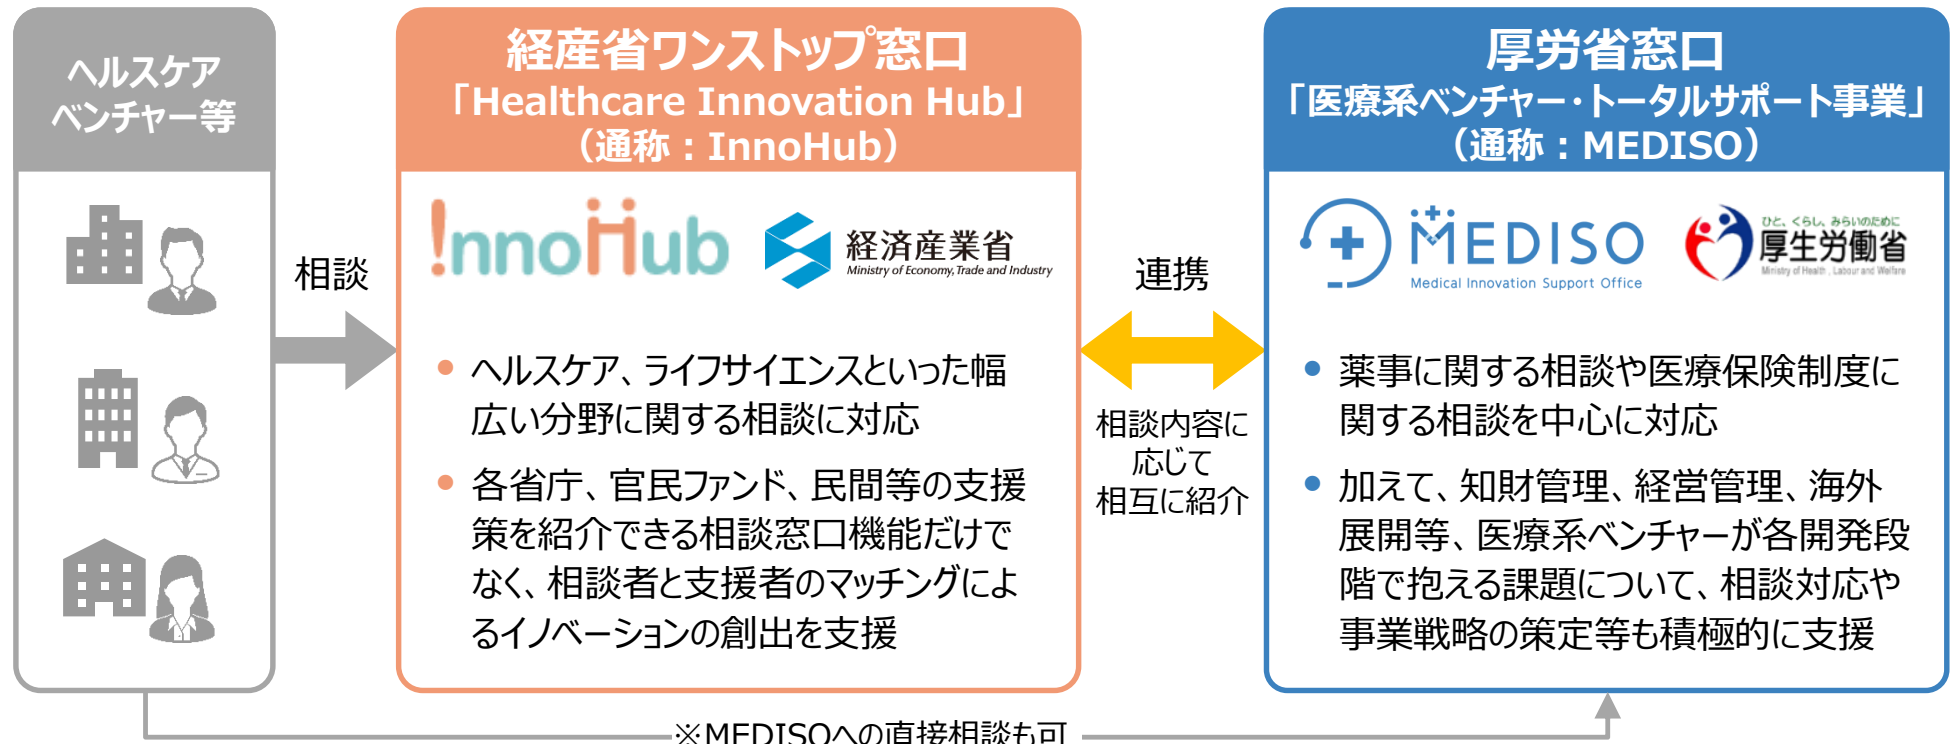 ヘルスケア
ベンチャー等
相談
経産省ワンストップ窓口
「Healthcare Innovation Hub」
（通称：InnoHub）
InnoHub
経済産業省
Ministry of Economy, Trade and Industry
• ヘルスケア、ライフサイエンスといった幅
広い分野に関する相談に対応
• 各省庁、官民ファンド、民間等の支援
策を紹介できる相談窓口機能だけで
なく、相談者と支援者のマッチングによ
るイノベーションの創出を支援
連携
相談内容に
応じて
相互に紹介
厚労省窓口
「医療系ベンチャー・トータルサポート事業」
（通称：MEDISO）
MEDISO
Medical Innovation Support Office
ひと、くらし、みらいのために
厚生労働省
Ministry of Health, Labour and Welfare
• 薬事に関する相談や医療保険制度に
関する相談を中心に対応
• 加えて、知財管理、経営管理、海外
展開等、医療系ベンチャーが各開発段
階で抱える課題について、相談対応や
事業戦略の策定等も積極的に支援
※MEDISOへの直接相談も可